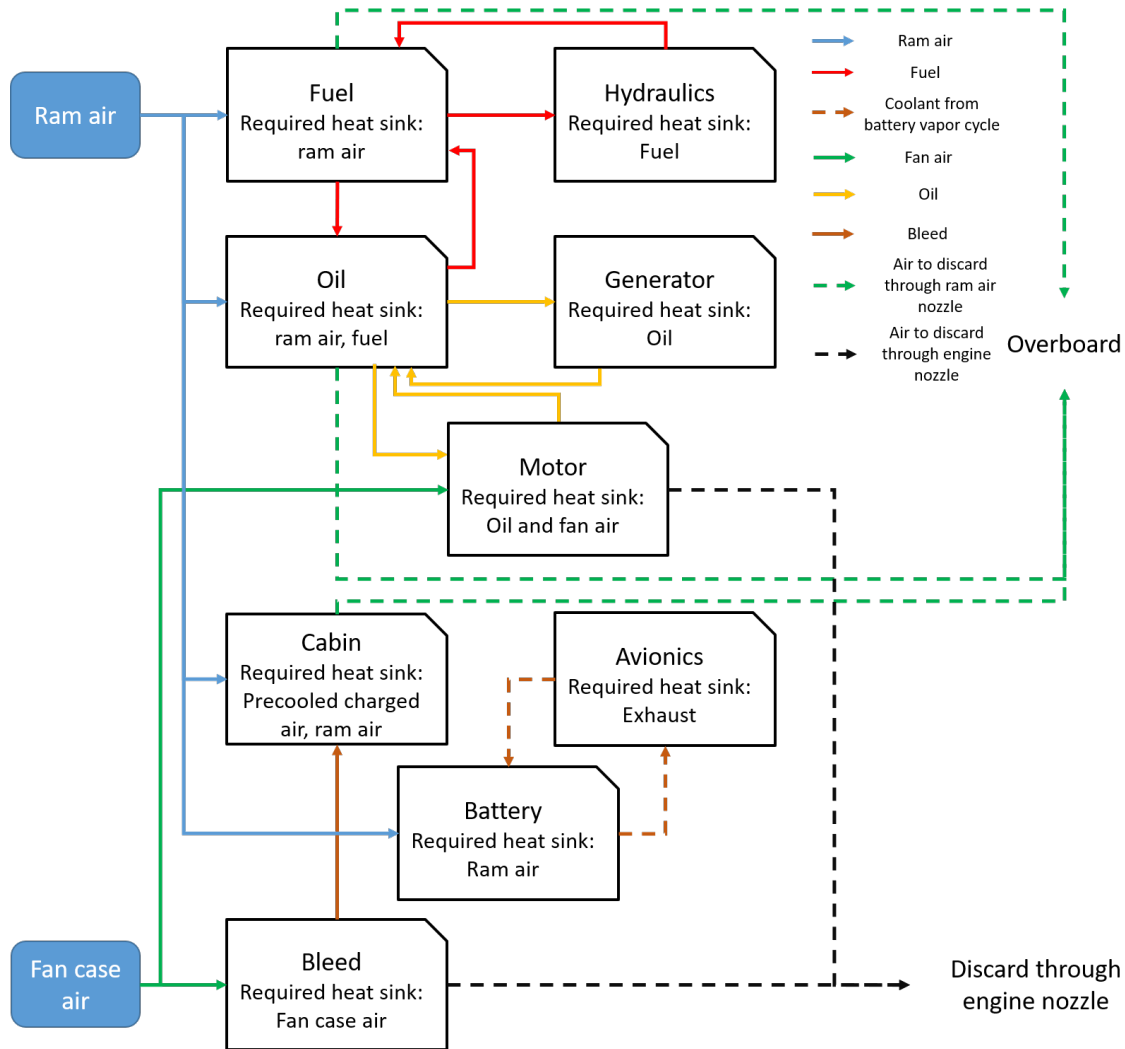 Ram air
Fuel
Required heat sink:
ram air
Hydraulics
Required heat sink:
Fuel
Ram air
Fuel
Coolant from
battery vapor cycle
Fan air
Oil
Bleed
Air to discard
through ram air
nozzle
Air to discard
through engine
nozzle
Oil
Required heat sink:
ram air, fuel
Generator
Required heat sink:
Oil
Overboard
Motor
Required heat sink:
Oil and fan air
Cabin
Required heat sink:
Precooled charged
air, ram air
Avionics
Required heat sink:
Exhaust
Battery
Required heat sink:
Ram air
Fan case
air
Bleed
Required heat sink:
Fan case air
Discard through
engine nozzle